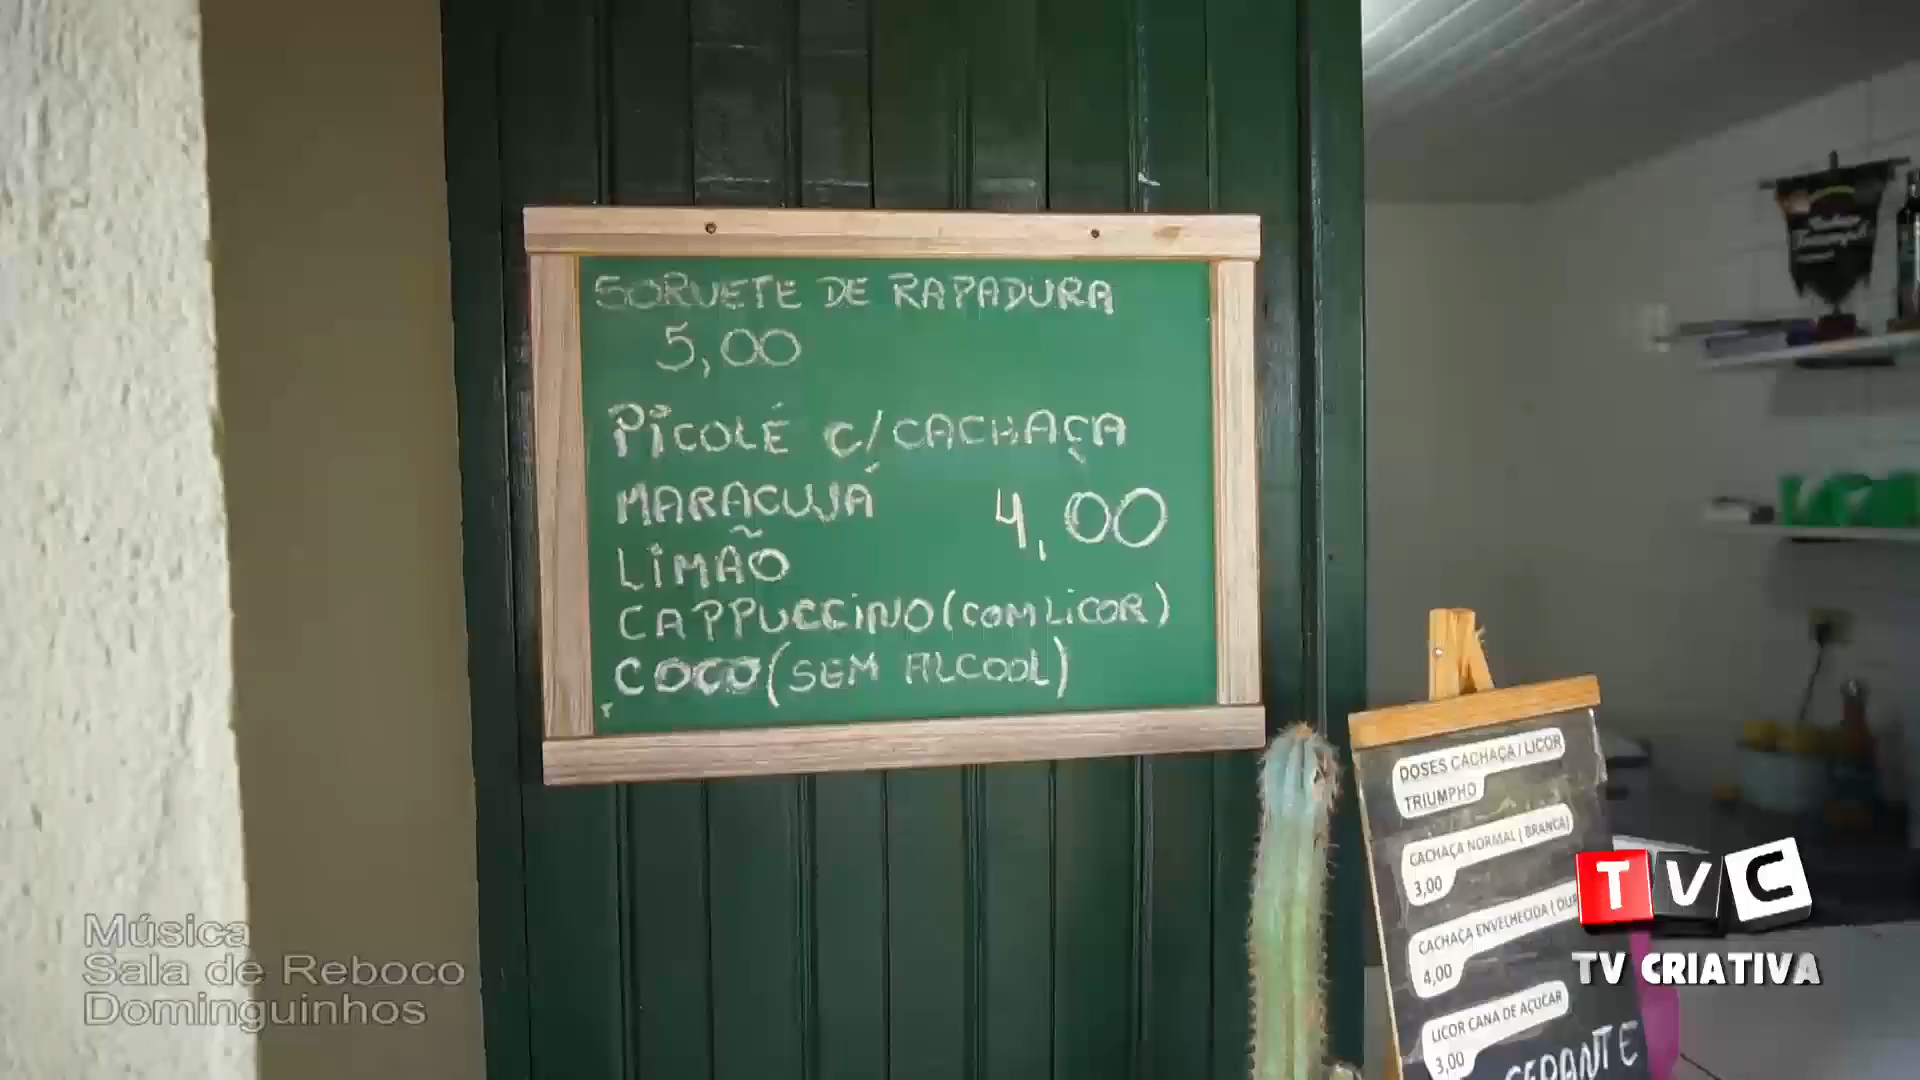 SORVETE DE RAPADURA
5,00
PICOLÉ C/CACHAÇA
MARACUJÁ 4,00
LIMÃO
CAPPUCCINO (COM LICOR)
COCO (SEM ALCOOL)
DOSES CACHAÇA / LICOR
TRIUMPHO
CACHAÇA NORMAL ( BRANCA)
3,00
CACHAÇA ENVELHECIDA (
4,00
LICOR CANA DE AÇUCAR
3,00
Música
Sala de Reboco
Dominguinhos
TVC
TV CRIATIVA